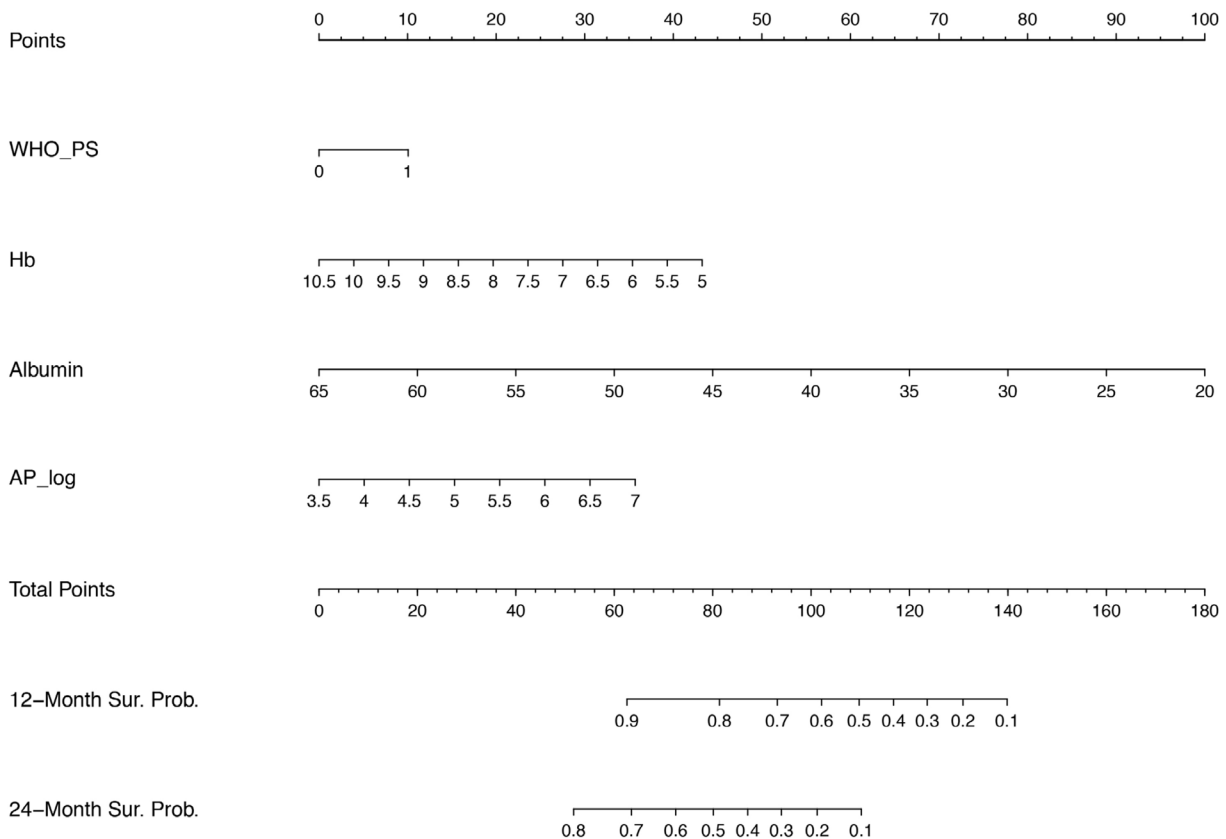 0 10 20 30 40 50 60 70 80 90 100
Points
WHO_PS
0 1
Hb
10.5 10 9.5 9 8.5 8 7.5 7 6.5 6 5.5 5
Albumin
65 60 55 50 45 40 35 30 25 20
AP_log
3.5 4 4.5 5 5.5 6 6.5 7
Total Points
0 20 40 60 80 100 120 140 160 180
12−Month Sur. Prob.
0.9 0.8 0.7 0.6 0.5 0.4 0.3 0.2 0.1
24−Month Sur. Prob.
0.8 0.7 0.6 0.5 0.4 0.3 0.2 0.1